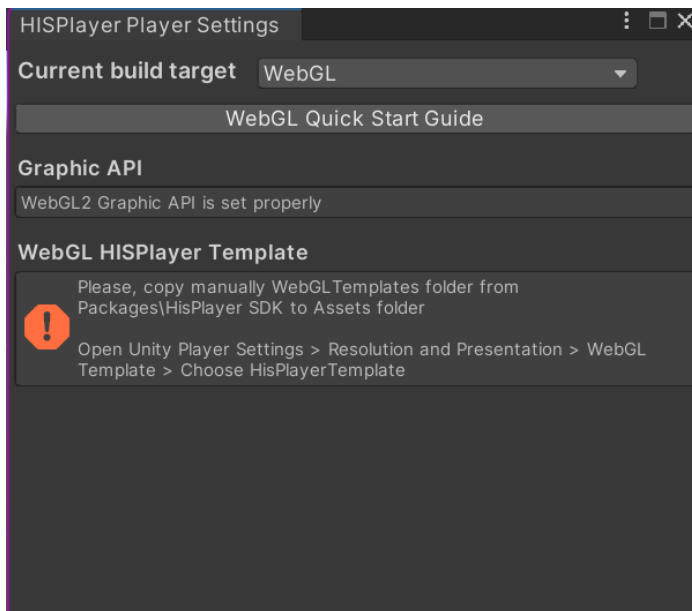 HISPlayer Player Settings
Current build target WebGL
WebGL Quick Start Guide
Graphic API
WebGL2 Graphic API is set properly
WebGL HISPlayer Template
Please, copy manually WebGLTemplates folder from
Packages\HisPlayer SDK to Assets folder
Open Unity Player Settings > Resolution and Presentation > WebGL
Template > Choose HisPlayerTemplate